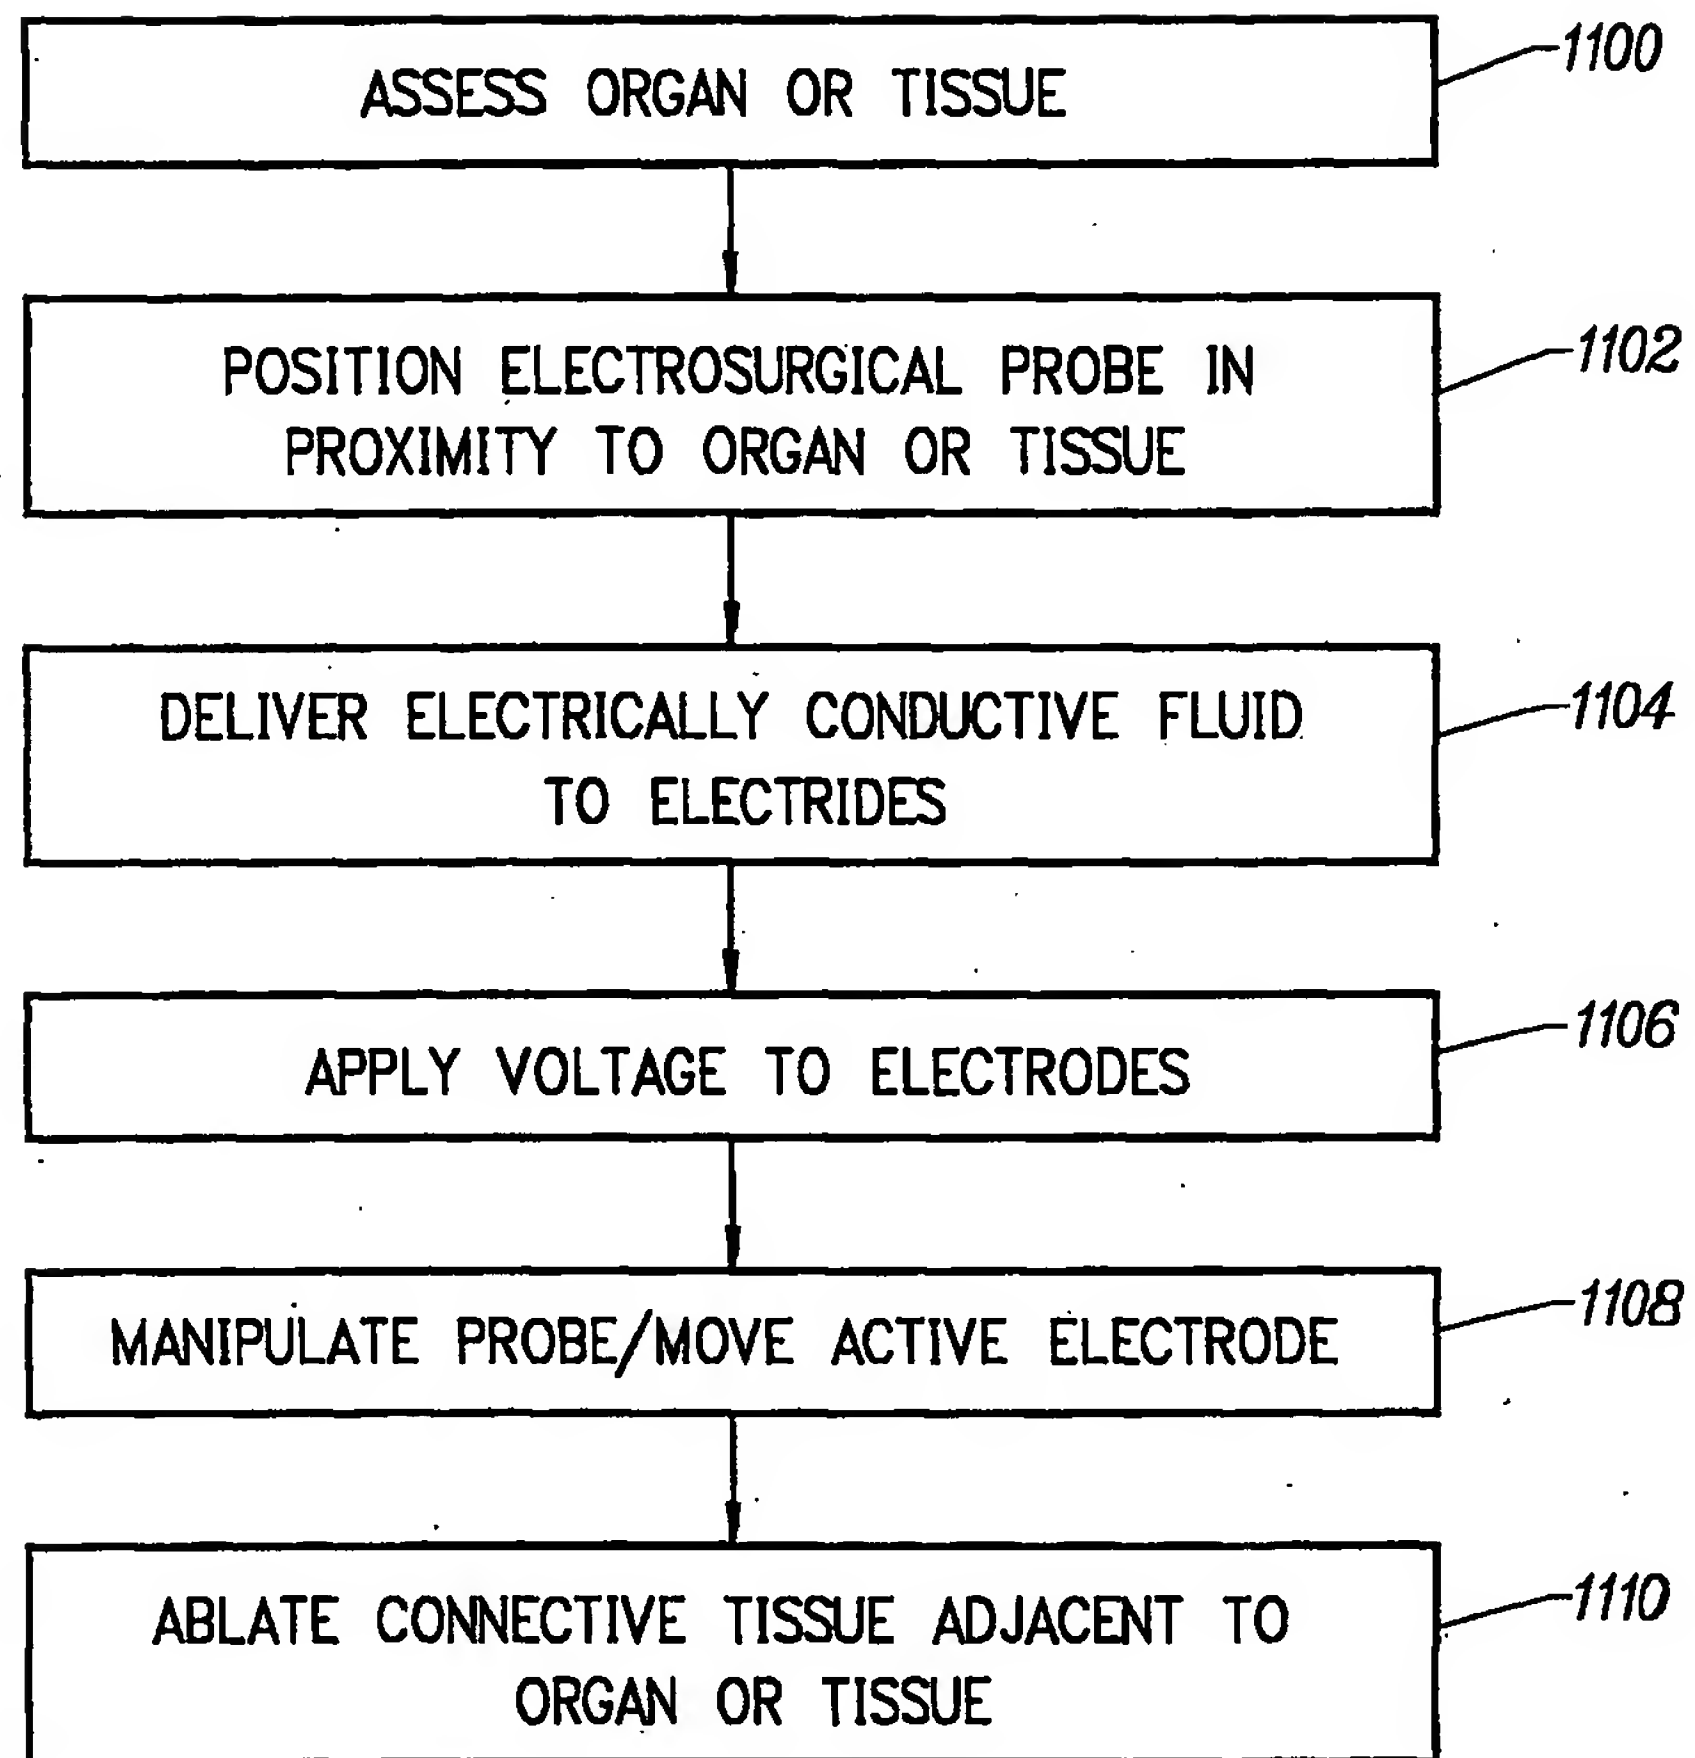 ASSESS ORGAN OR TISSUE
1100
POSITION ELECTROSURGICAL PROBE IN
PROXIMITY TO ORGAN OR TISSUE
1102
DELIVER ELECTRICALLY CONDUCTIVE FLUID
TO ELECTRIDES
1104
APPLY VOLTAGE TO ELECTRODES
1106
MANIPULATE PROBE/MOVE ACTIVE ELECTRODE
1108
ABLATE CONNECTIVE TISSUE ADJACENT TO
ORGAN OR TISSUE
1110